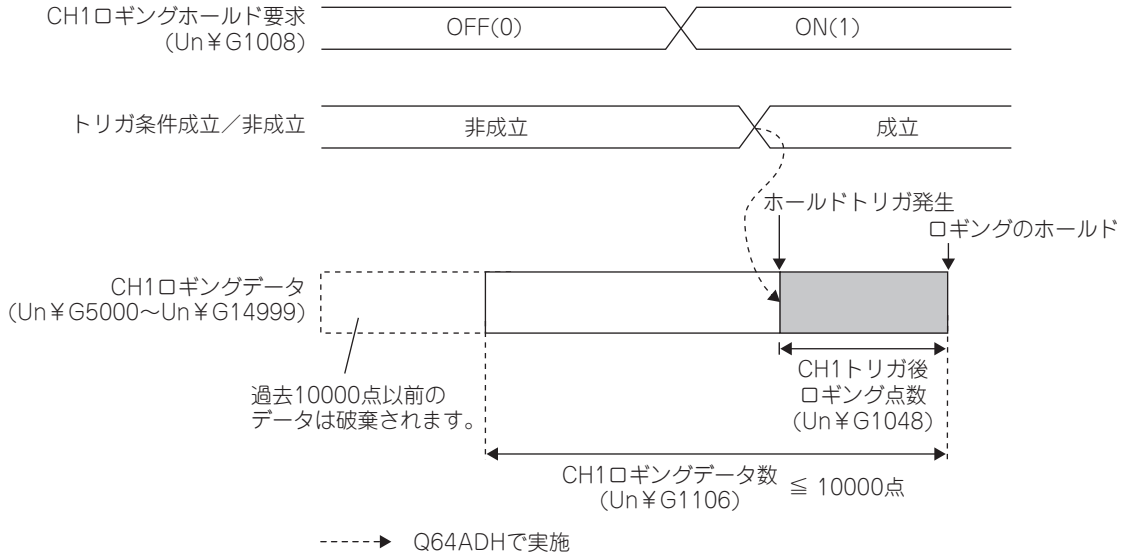 CH1ロギングホールド要求
(Un￥G1008)
OFF(0)
ON(1)
トリガ条件成立／非成立
非成立
成立
ホールドトリガ発生
ロギングのホールド
CH1ロギングデータ
(Un￥G5000～Un￥G14999)
過去10000点以前の
データは破棄されます。
CH1トリガ後
ロギング点数
(Un￥G1048)
CH1ロギングデータ数
(Un￥G1106)
≦ 10000点
Q64ADHで実施